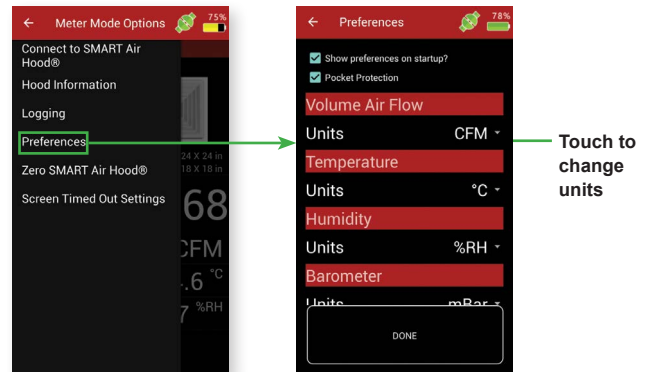 Meter Mode Options
75%
Connect to SMART Air
Hood®
Hood Information
Logging
Preferences
Zero SMART Air Hood®
Screen Timed Out Settings
24 X 24 in
18 X 18 in
68
CFM
.6 °C
7 %RH
Preferences
78%
Show preferences on startup?
Pocket Protection
Volume Air Flow
Units CFM
Temperature
Units °C
Humidity
Units %RH
Barometer
Units mBar
DONE
Touch to
change
units